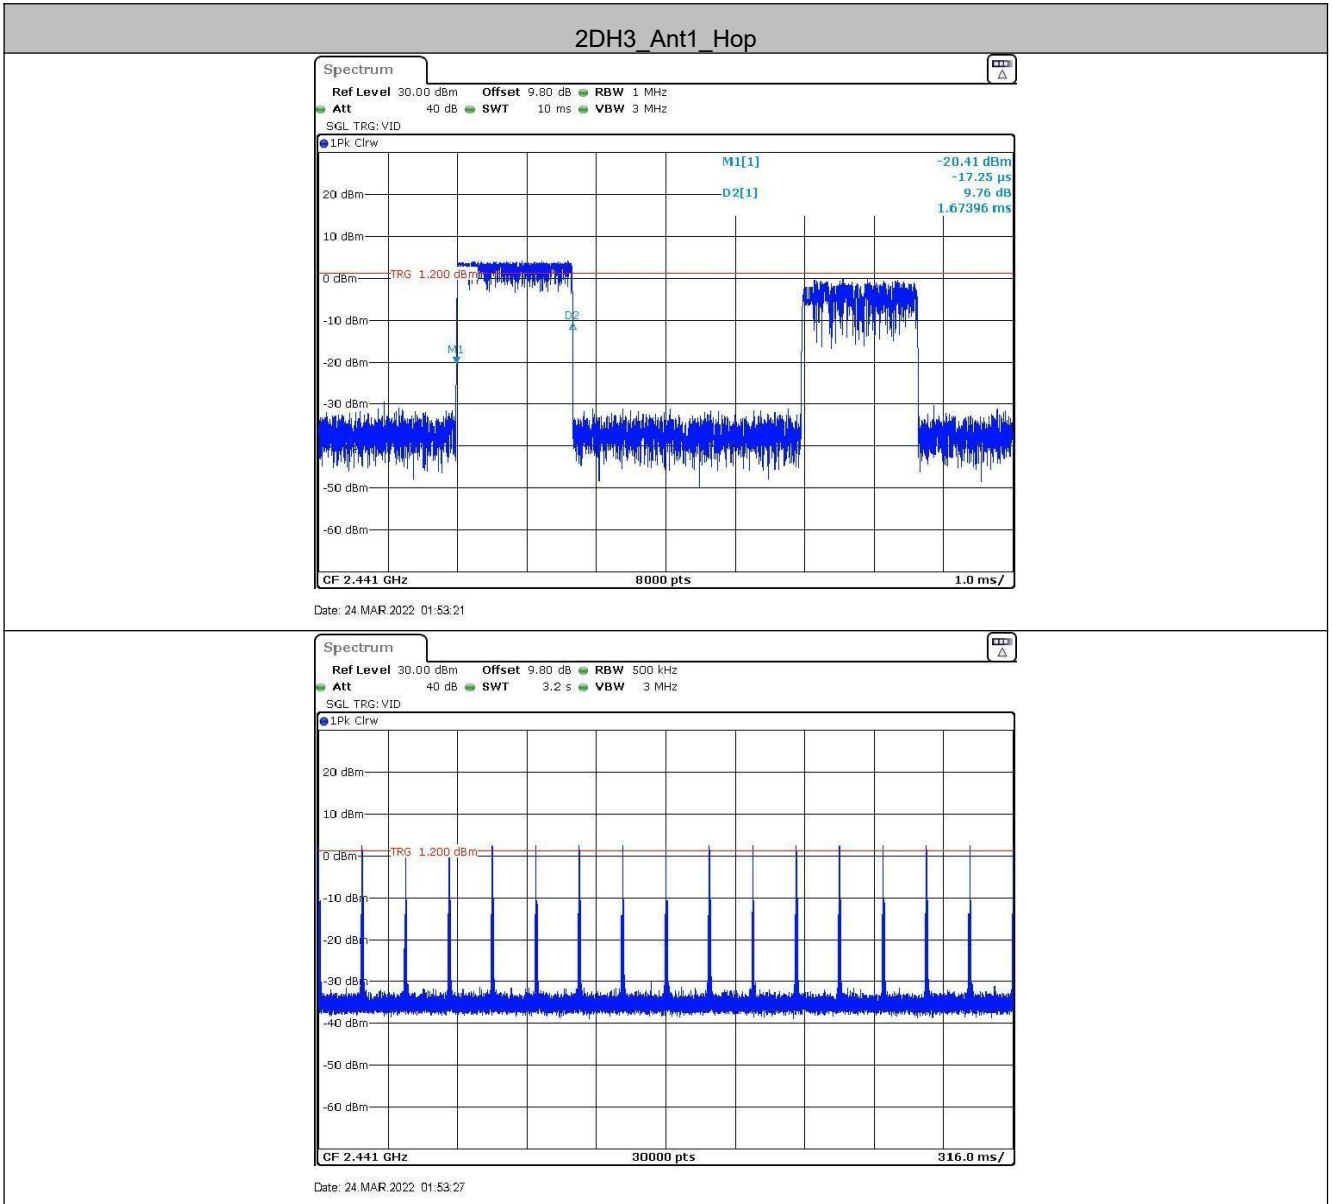 2DH3_Ant1_Hop
Spectrum
Ref Level 30.00 dBm Offset 9.80 dB RBW 1 MHz
Att 40 dB SWT 10 ms VBW 3 MHz
SGL TRG: VID
1Pk Clrw
M1[1] -20.41 dBm
-17.25 µs
20 dBm D2[1] 9.76 dB
1.67396 ms
10 dBm
0 dBm TRG 1.200 dBm
-10 dBm D2
M1
-20 dBm
-30 dBm
-50 dBm
-60 dBm
CF 2.441 GHz 8000 pts 1.0 ms/
Date: 24.MAR.2022 01:53:21
Spectrum
Ref Level 30.00 dBm Offset 9.80 dB RBW 500 kHz
Att 40 dB SWT 3.2 s VBW 3 MHz
SGL TRG: VID
1Pk Clrw
20 dBm
10 dBm
0 dBm TRG 1.200 dBm
-10 dBm
-20 dBm
-30 dBm
-40 dBm
-50 dBm
-60 dBm
CF 2.441 GHz 30000 pts 316.0 ms/
Date: 24.MAR.2022 01:53:27